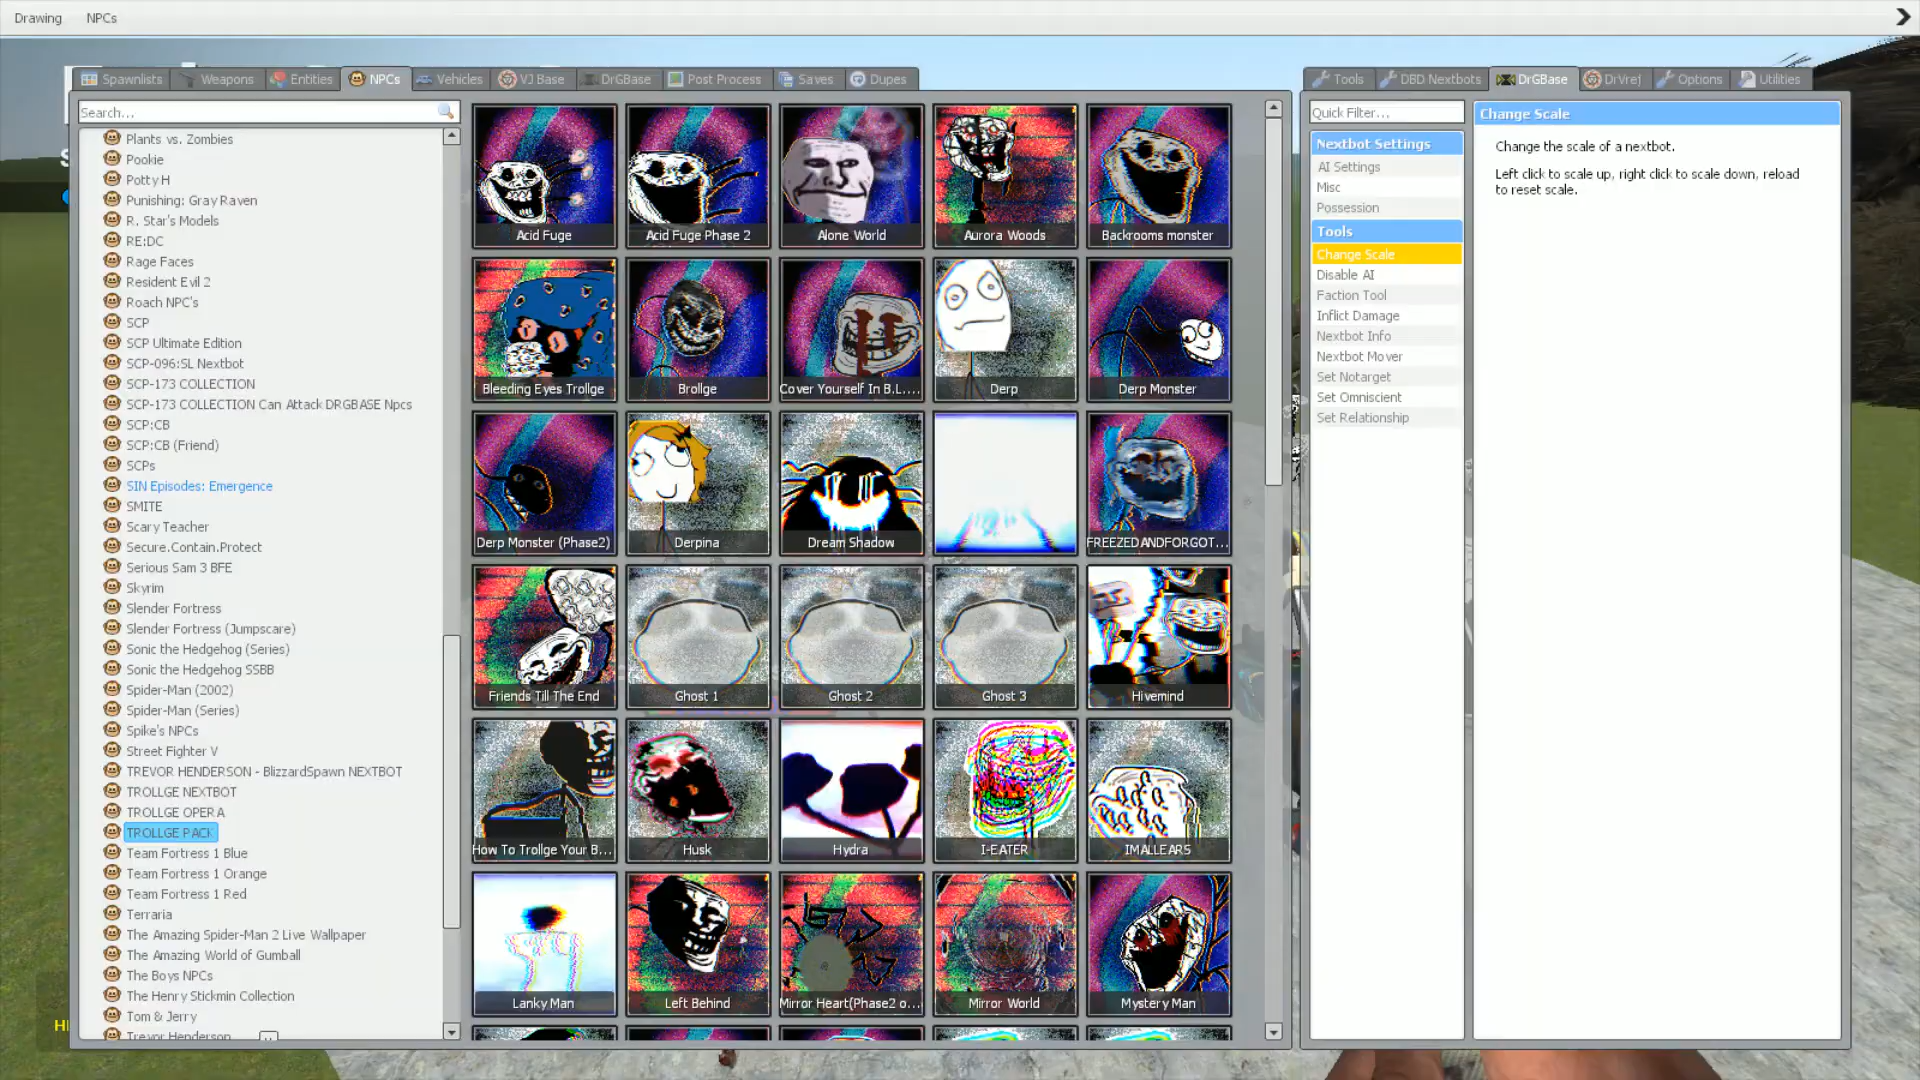 Drawing NPCs
Spawnlists Weapons Entities NPCs Vehicles VJ Base DrGBase Post Process Saves Dupes
Tools DBD Nextbots DrGBase DrVrej Options Utilities
Search...
Plants vs. Zombies
Pookie
Potty H
Punishing: Gray Raven
R. Star's Models
RE:DC
Rage Faces
Resident Evil 2
Roach NPC's
SCP
SCP Ultimate Edition
SCP-096:SL Nextbot
SCP-173 COLLECTION
SCP-173 COLLECTION Can Attack DRGBASE Npcs
SCP:CB
SCP:CB (Friend)
SCPs
SIN Episodes: Emergence
SMITE
Scary Teacher
Secure.Contain.Protect
Serious Sam 3 BFE
Skyrim
Slender Fortress
Slender Fortress (Jumpscare)
Sonic the Hedgehog (Series)
Sonic the Hedgehog SSBB
Spider-Man (2002)
Spider-Man (Series)
Spike's NPCs
Street Fighter V
TREVOR HENDERSON - BlizzardSpawn NEXTBOT
TROLLGE NEXTBOT
TROLLGE OPERA
TROLLGE PACK
Team Fortress 1 Blue
Team Fortress 1 Orange
Team Fortress 1 Red
Terraria
The Amazing Spider-Man 2 Live Wallpaper
The Amazing World of Gumball
The Boys NPCs
The Henry Stickmin Collection
Tom & Jerry
Trevor Henderson
Acid Fuge
Acid Fuge Phase 2
Alone World
Aurora Woods
Backrooms monster
Bleeding Eyes Trollge
Brollge
Cover Yourself In B.L....
Derp
Derp Monster
Derp Monster (Phase2)
Derpina
Dream Shadow
FREEZEDANDFORGOT...
Friends Till The End
Ghost 1
Ghost 2
Ghost 3
Hivemind
How To Trollge Your B...
Husk
Hydra
I-EATER
IMALLEARS
Lanky Man
Left Behind
Mirror Heart(Phase2 o...
Mirror World
Mystery Man
Quick Filter...
Nextbot Settings
AI Settings
Misc
Possession
Tools
Change Scale
Disable AI
Faction Tool
Inflict Damage
Nextbot Info
Nextbot Mover
Set Notarget
Set Omniscient
Set Relationship
Change Scale
Change the scale of a nextbot.
Left click to scale up, right click to scale down, reload
to reset scale.